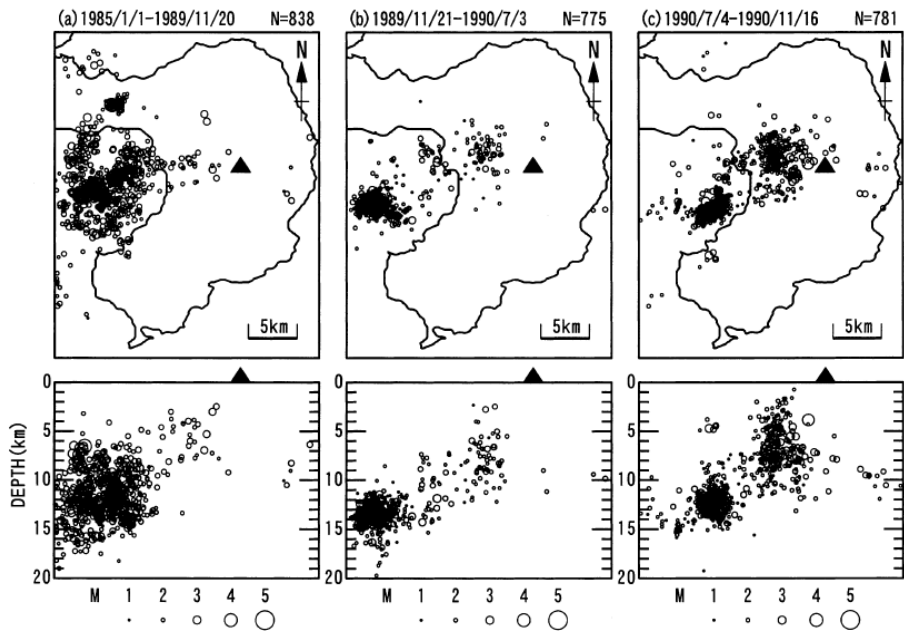 (a) 1985/1/1-1989/11/20 N=838
(b) 1989/11/21-1990/7/3 N=775
(c) 1990/7/4-1990/11/16 N=781
N
N
N
5km
5km
5km
DEPTH(km)
0
5
10
15
20
0
5
10
15
20
0
5
10
15
20
M 1 2 3 4 5
M 1 2 3 4 5
M 1 2 3 4 5